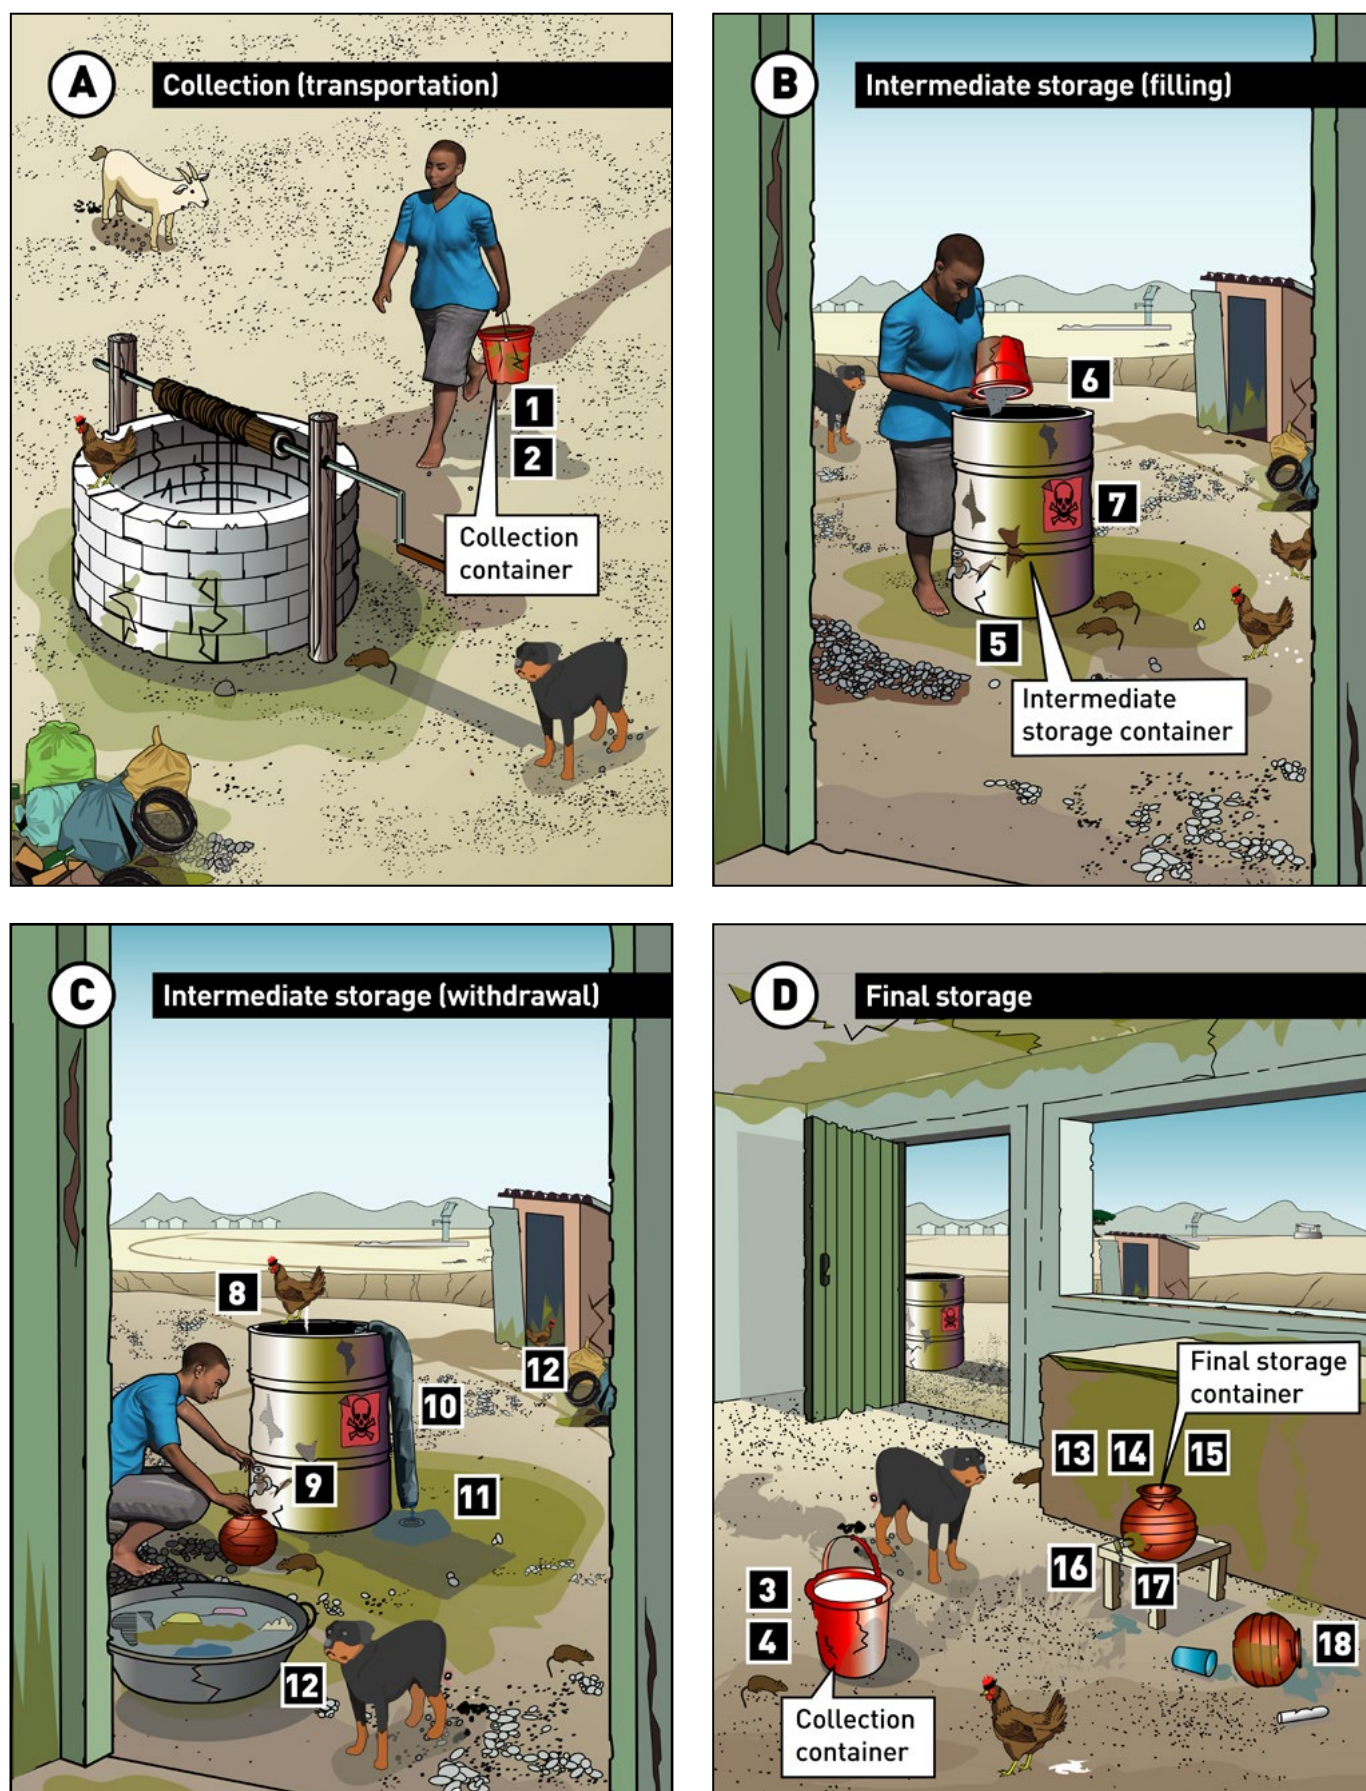 A
Collection (transportation)
1
2
Collection
container
B
Intermediate storage (filling)
6
7
5
Intermediate
storage container
C
Intermediate storage (withdrawal)
8
12
10
9
11
12
D
Final storage
Final storage
container
13 14 15
16
17
3
4
18
Collection
container